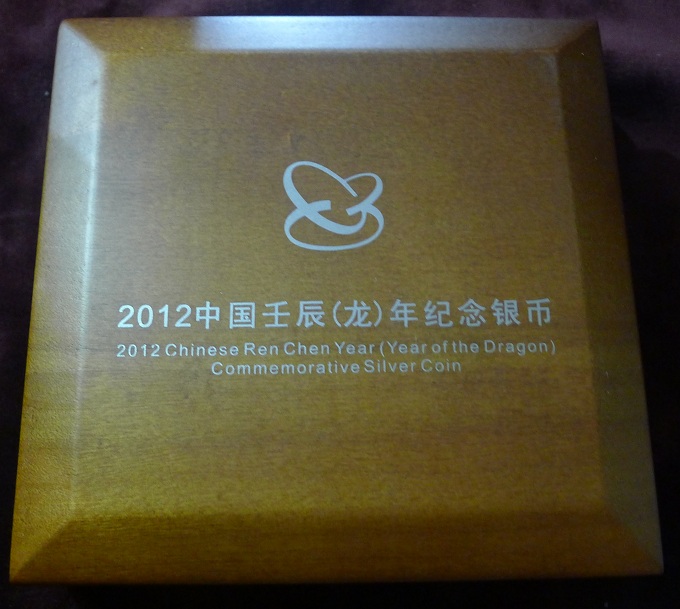 2012中国壬辰(龙)年纪念银币
2012 Chinese Ren Chen Year (Year of the Dragon)
Commemorative Silver Coin